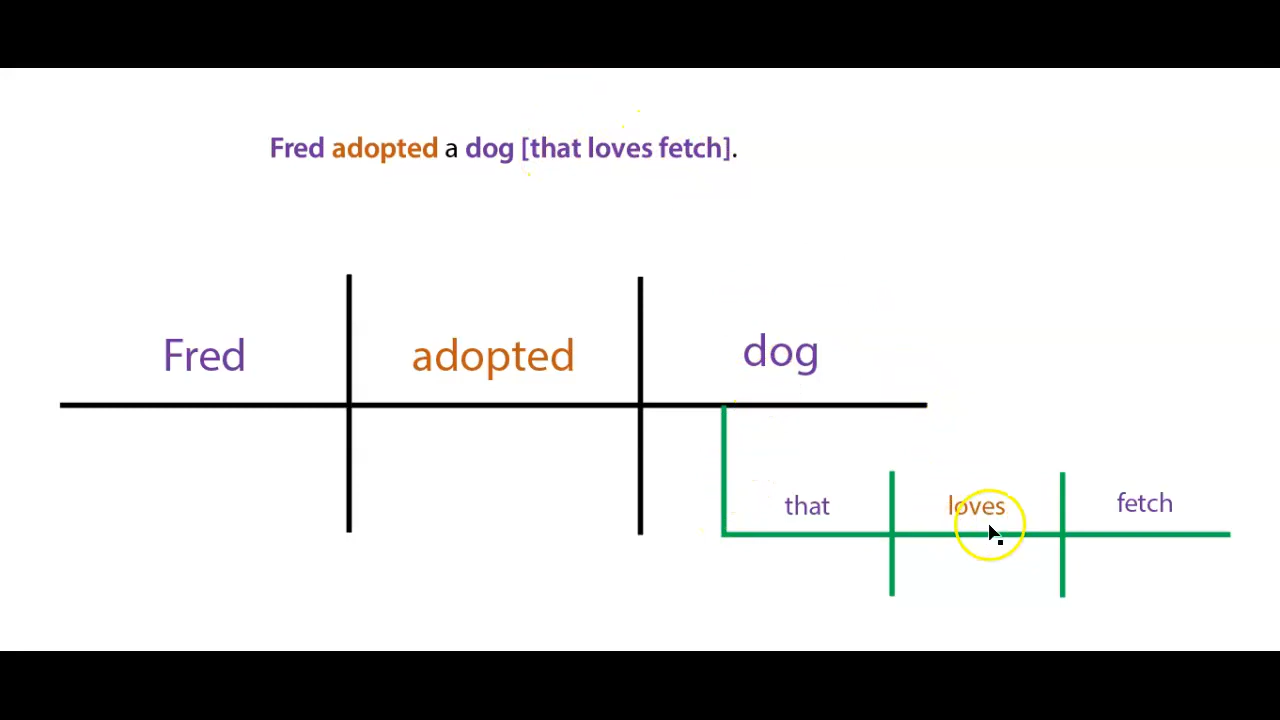 Fred adopted a dog [that loves fetch].
Fred adopted dog
that loves fetch